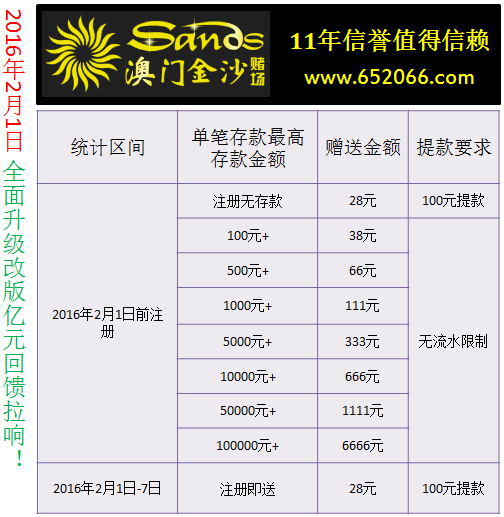 2016年2月1日 全面升级改版亿元回馈拉响！
Sands
澳门金沙赌场
11年信誉值得信赖
www.652066.com
统计区间 单笔存款最高存款金额 赠送金额 提款要求
2016年2月1日前注册 注册无存款 28元 100元提款
100元+ 38元 无流水限制
500元+ 66元
1000元+ 111元
5000元+ 333元
10000元+ 666元
50000元+ 1111元
100000元+ 6666元
2016年2月1日-7日 注册即送 28元 100元提款